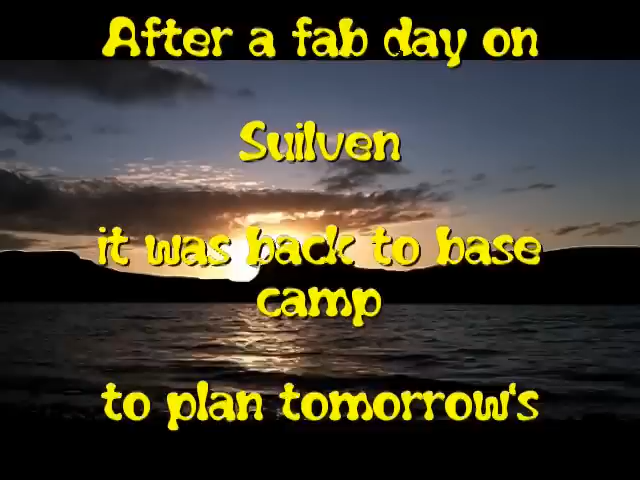 After a fab day on
Suilven
it was back to base
camp
to plan tomorrow's